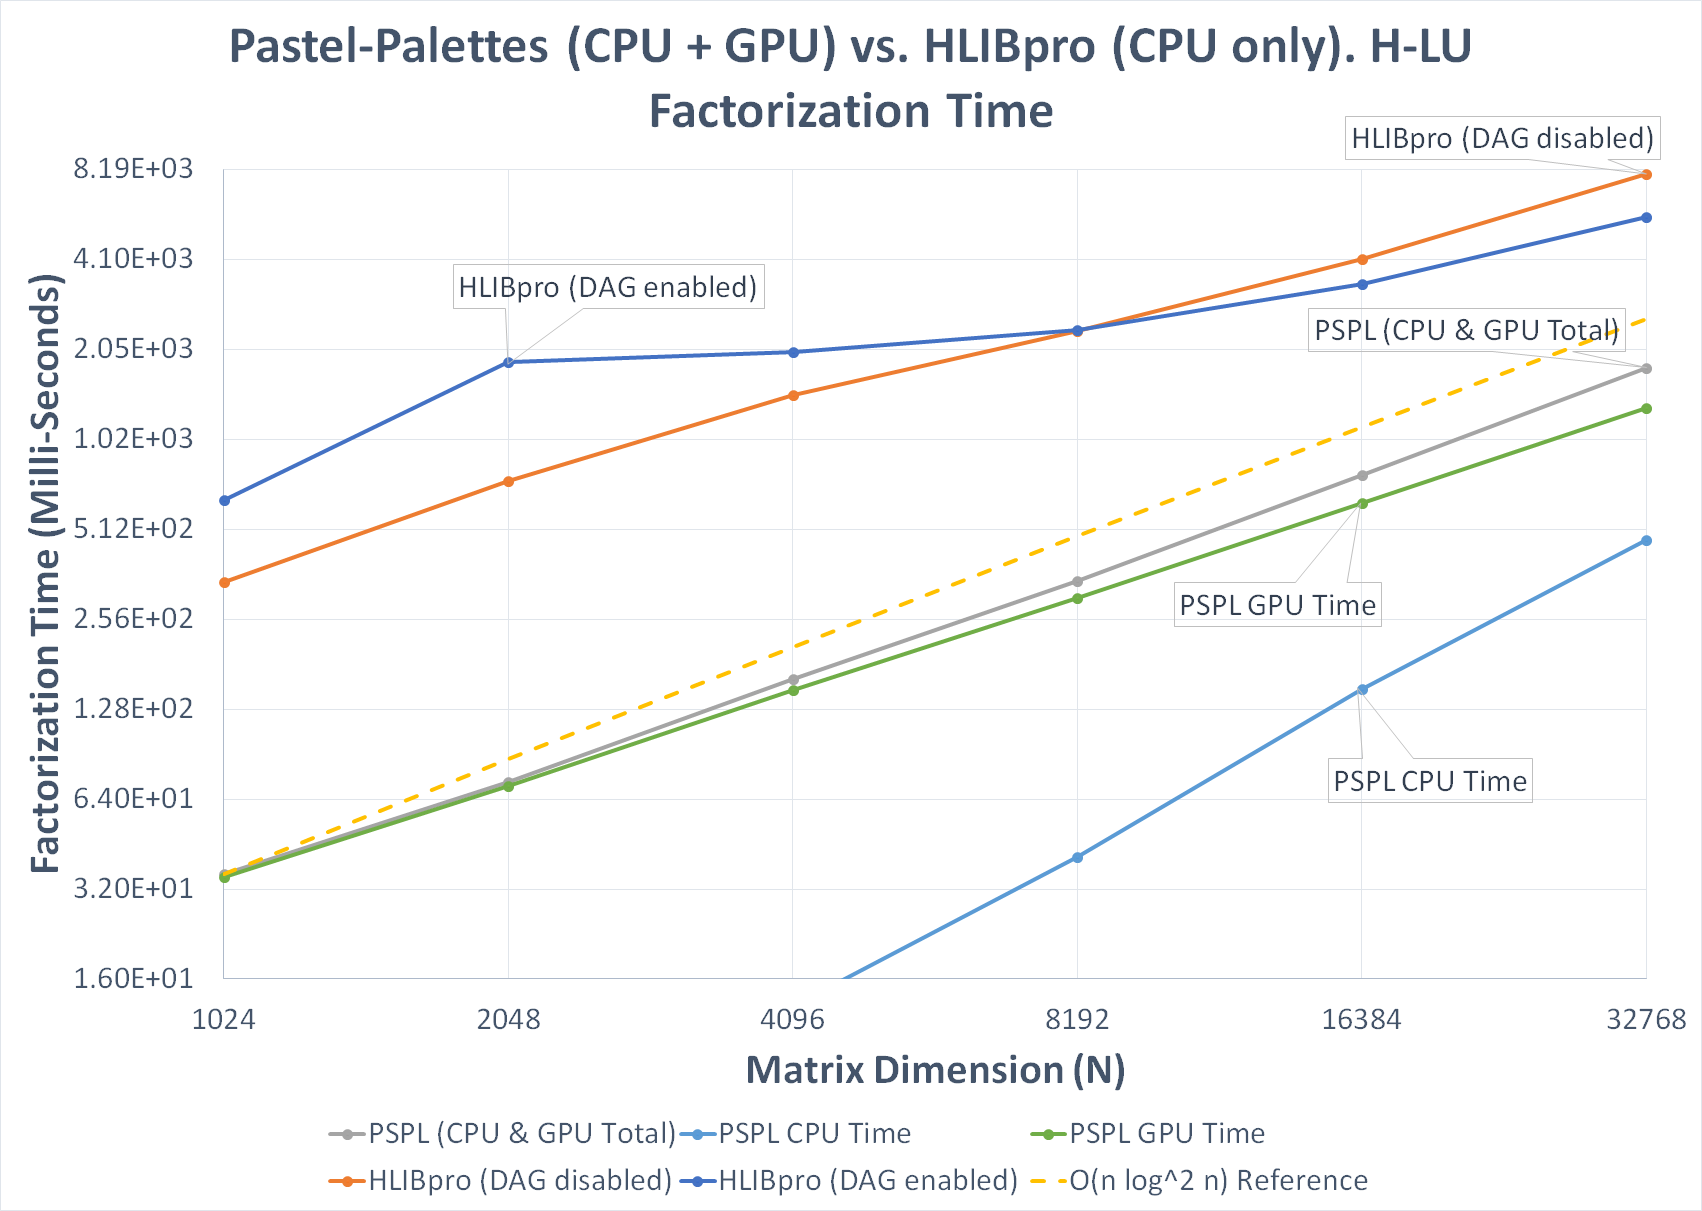 Pastel-Palettes (CPU + GPU) vs. HLIBpro (CPU only). H-LU
Factorization Time
HLIBpro (DAG disabled)
8.19E+03
4.10E+03
HLIBpro (DAG enabled)
PSPL (CPU & GPU Total)
2.05E+03
1.02E+03
5.12E+02
PSPL GPU Time
2.56E+02
1.28E+02
PSPL CPU Time
6.40E+01
3.20E+01
1.60E+01
Factorization Time (Milli-Seconds)
1024 2048 4096 8192 16384 32768
Matrix Dimension (N)
PSPL (CPU & GPU Total) PSPL CPU Time PSPL GPU Time
HLIBpro (DAG disabled) HLIBpro (DAG enabled) O(n log^2 n) Reference